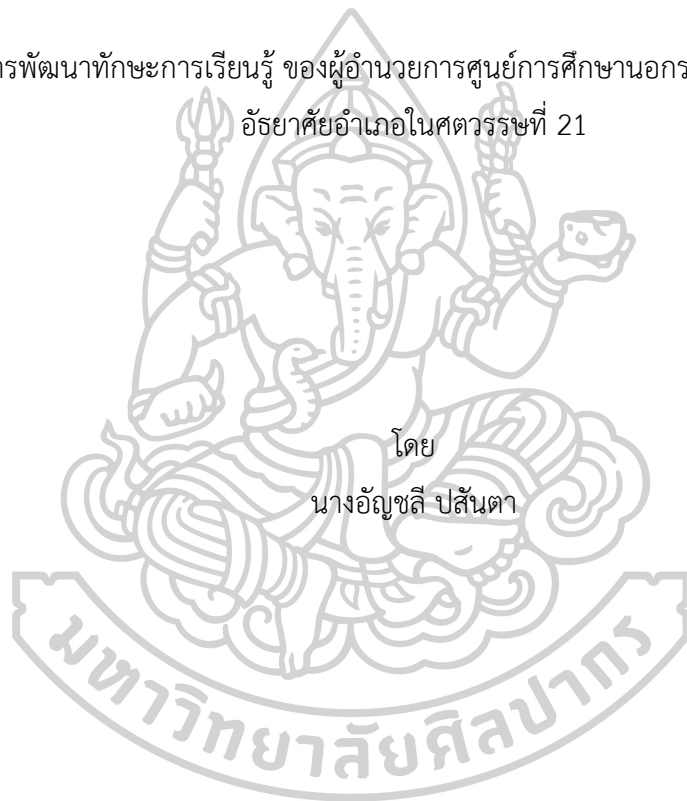 ารพัฒนาทักษะการเรียนรู้ ของผู้อำนวยการศูนย์การศึกษานอกร
อัธยาศัยอำเภอในศตวรรษที่ 21
โดย
นางอัญชลี ปสันตา
มหาวิทยาลัยศิลปากร